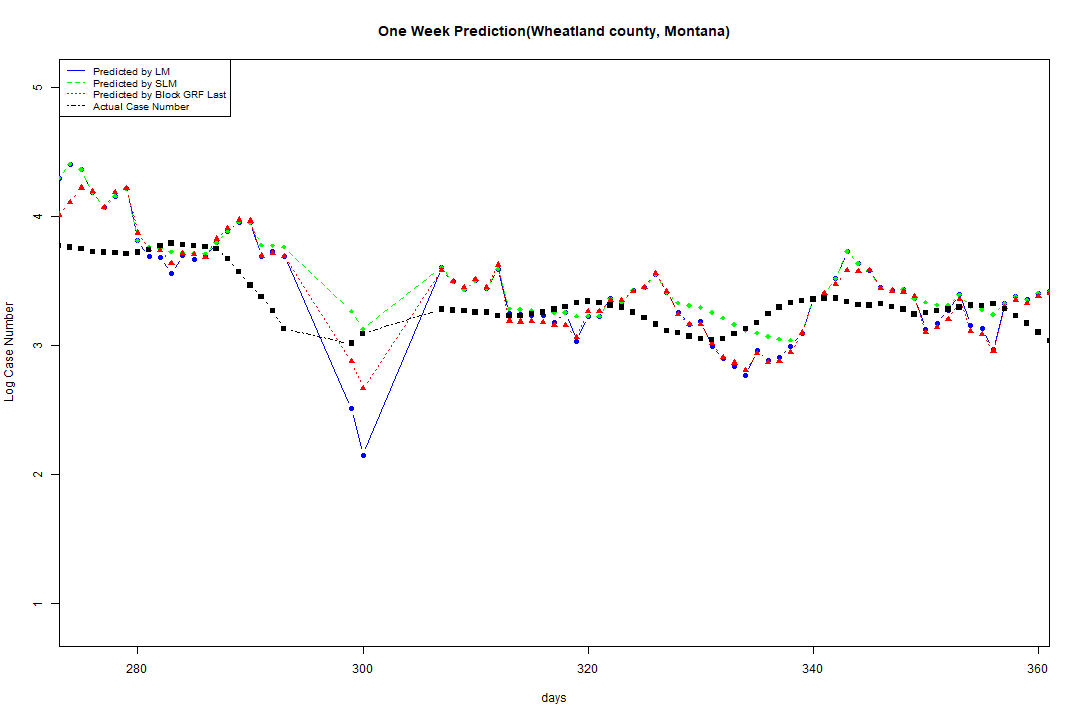 One Week Prediction(Wheatland county, Montana)
Predicted by LM
Predicted by SLM
Predicted by Block GRF Last
Actual Case Number
5
4
3
2
1
Log Case Number
280 300 320 340 360
days